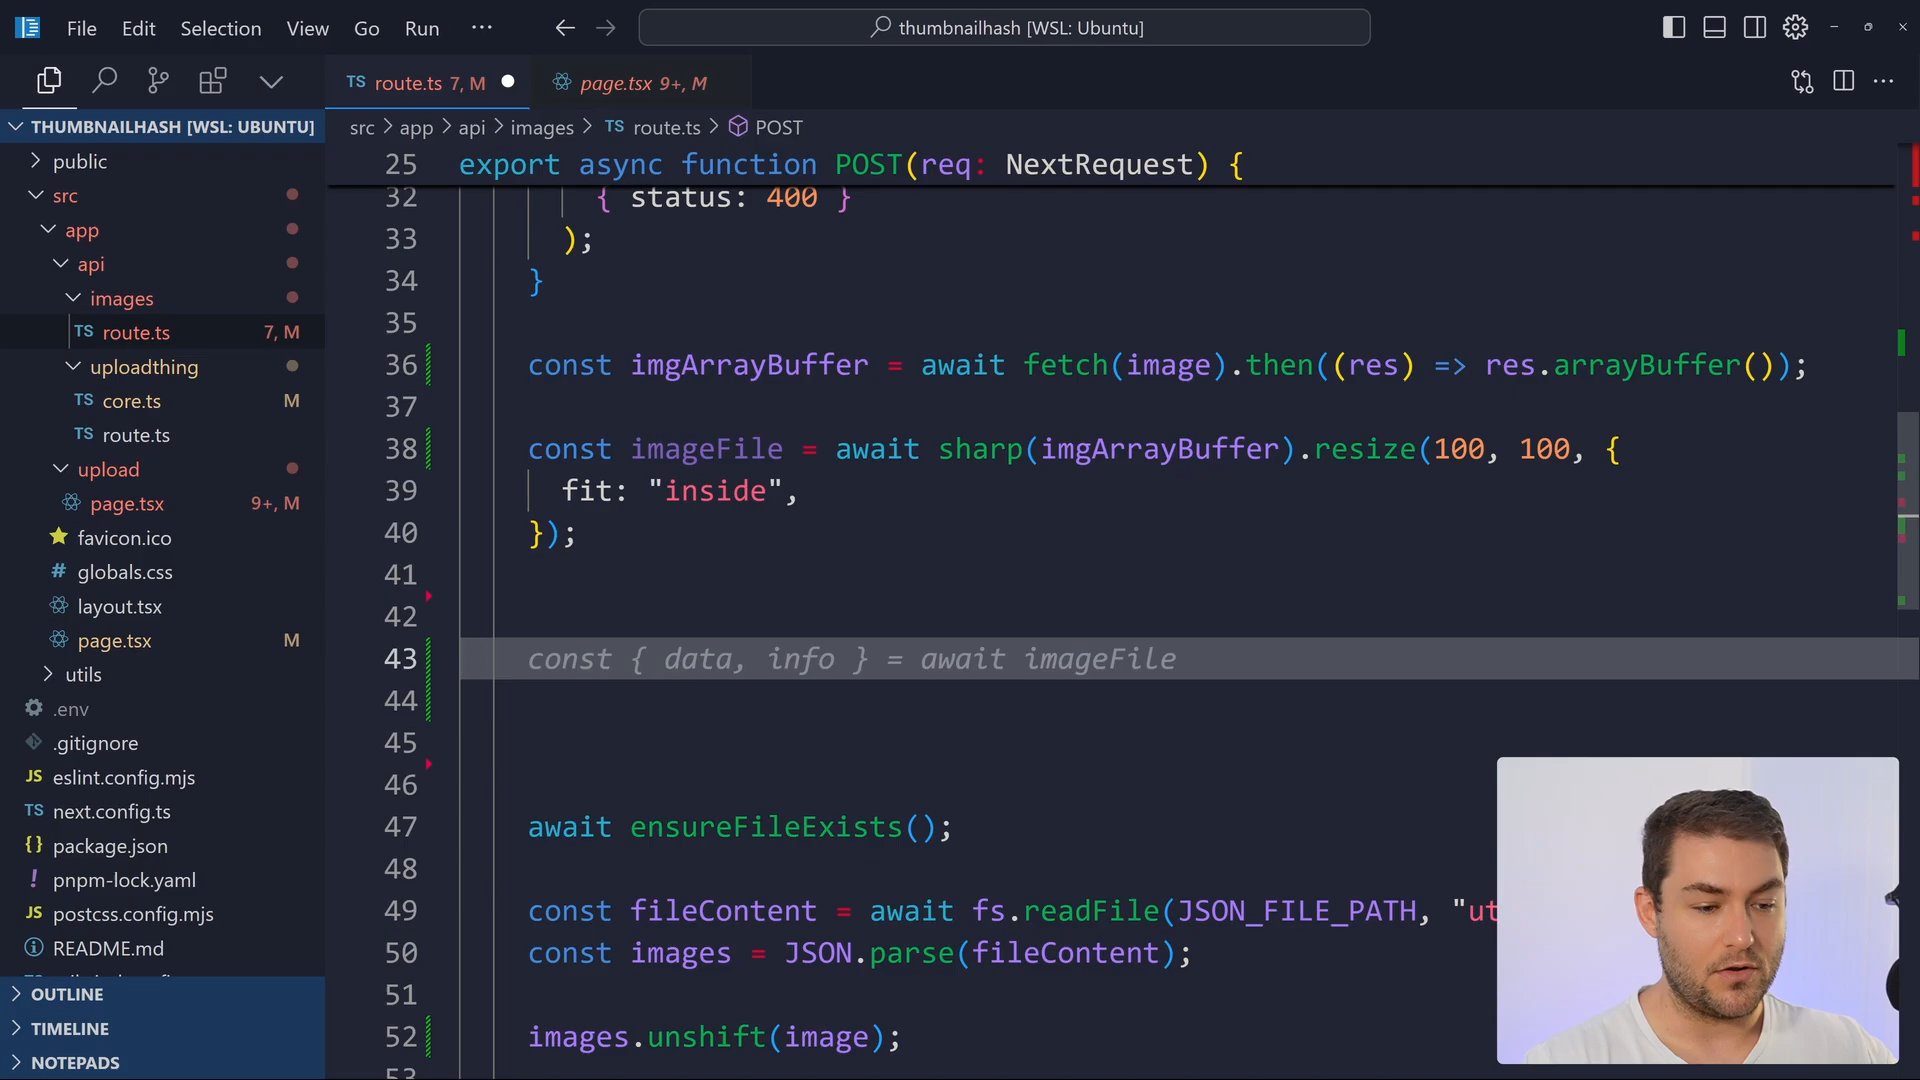 File Edit Selection View Go Run ··· thumbnailhash [WSL: Ubuntu]
TS route.ts 7, M page.tsx 9+, M
THUMBNAILHASH [WSL: UBUNTU]
public
src
app
api
images
TS route.ts 7, M
uploadthing
TS core.ts M
TS route.ts
upload
page.tsx 9+, M
favicon.ico
# globals.css
layout.tsx
page.tsx M
utils
.env
.gitignore
JS eslint.config.mjs
TS next.config.ts
{} package.json
! pnpm-lock.yaml
JS postcss.config.mjs
README.md
OUTLINE
TIMELINE
NOTEPADS
src > app > api > images > TS route.ts > POST
25 export async function POST(req: NextRequest) {
32 { status: 400 }
33 );
34 }
35
36 const imgArrayBuffer = await fetch(image).then((res) => res.arrayBuffer());
37
38 const imageFile = await sharp(imgArrayBuffer).resize(100, 100, {
39 fit: "inside",
40 });
41
42
43 const { data, info } = await imageFile
44
45
46
47 await ensureFileExists();
48
49 const fileContent = await fs.readFile(JSON_FILE_PATH, "ut
50 const images = JSON.parse(fileContent);
51
52 images.unshift(image);
53